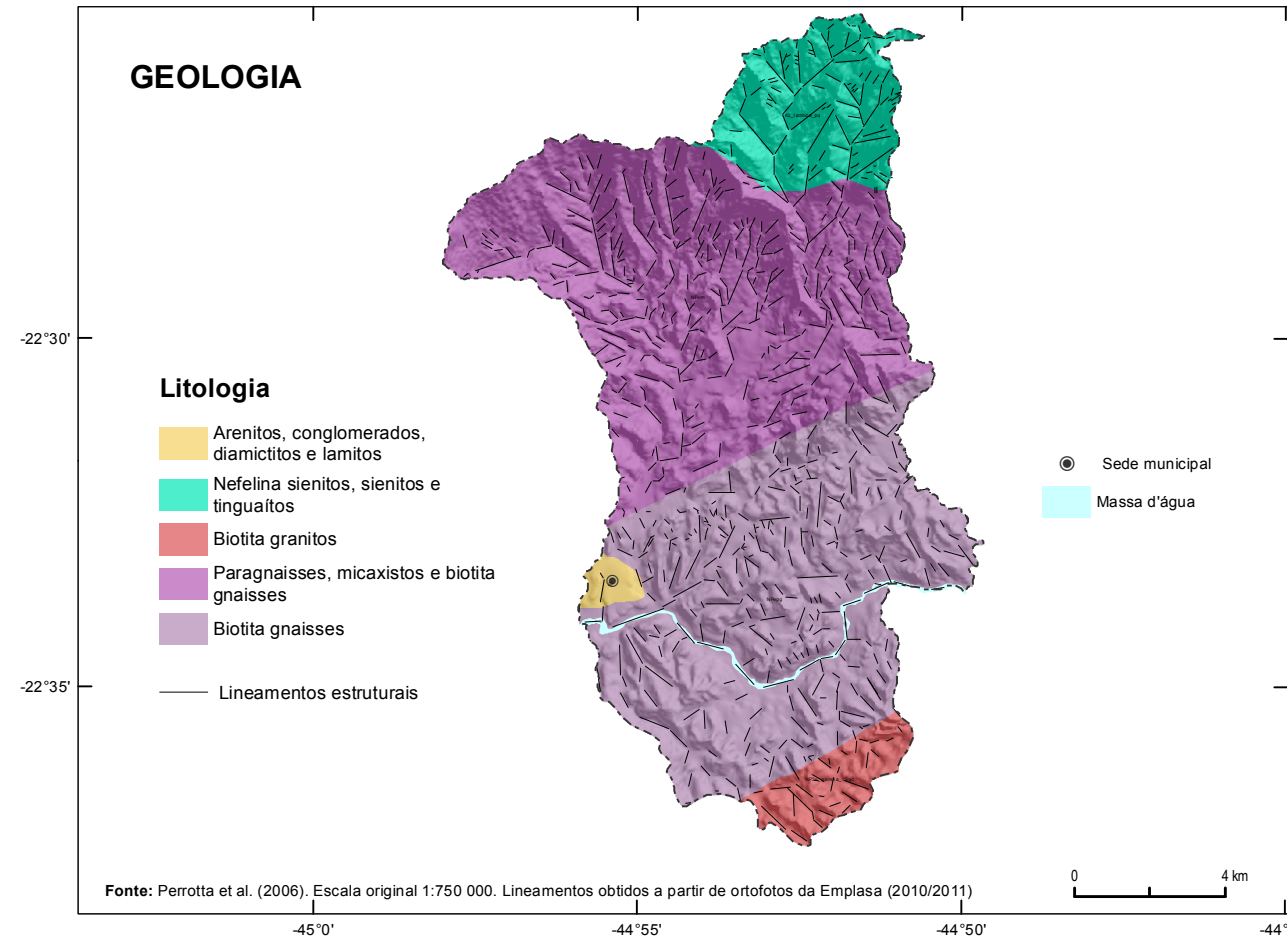 GEOLOGIA
-22°30'
Litologia
Arenitos, conglomerados,
diamictitos e lamitos
Nefelina sienitos, sienitos e
tinguaítos
Biotita granitos
Paragnaisses, micaxistos e biotita
gnaisses
Biotita gnaisses
Lineamentos estruturais
Sede municipal
Massa d'água
-22°35'
Fonte: Perrotta et al. (2006). Escala original 1:750 000. Lineamentos obtidos a partir de ortofotos da Emplasa (2010/2011)
0 4 km
-45°0' -44°55' -44°50'